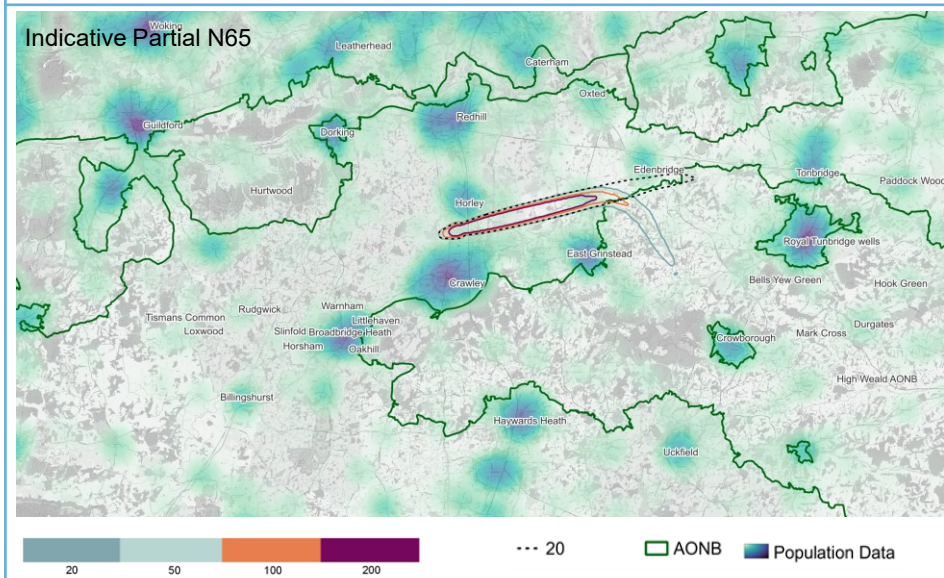 Woking
Indicative Partial N65
Leatherhead
Caterham
Oxted
Guildford
Redhill
Dorking
Edenbridge
Tonbridge
Paddock Wood
Hurtwood
Horley
Royal Tunbridge wells
East Grinstead
Crawley
Bells Yew Green
Hook Green
Warnham
Rudgwick
Tismans Common
Littlehaven
Durgates
Loxwood
Slinfold
Broadbridge Heath
Mark Cross
Horsham
Oakhill
Crowborough
High Weald AONB
Billingshurst
Haywards Heath
Uckfield
20
AONB
Population Data
20
50
100
200